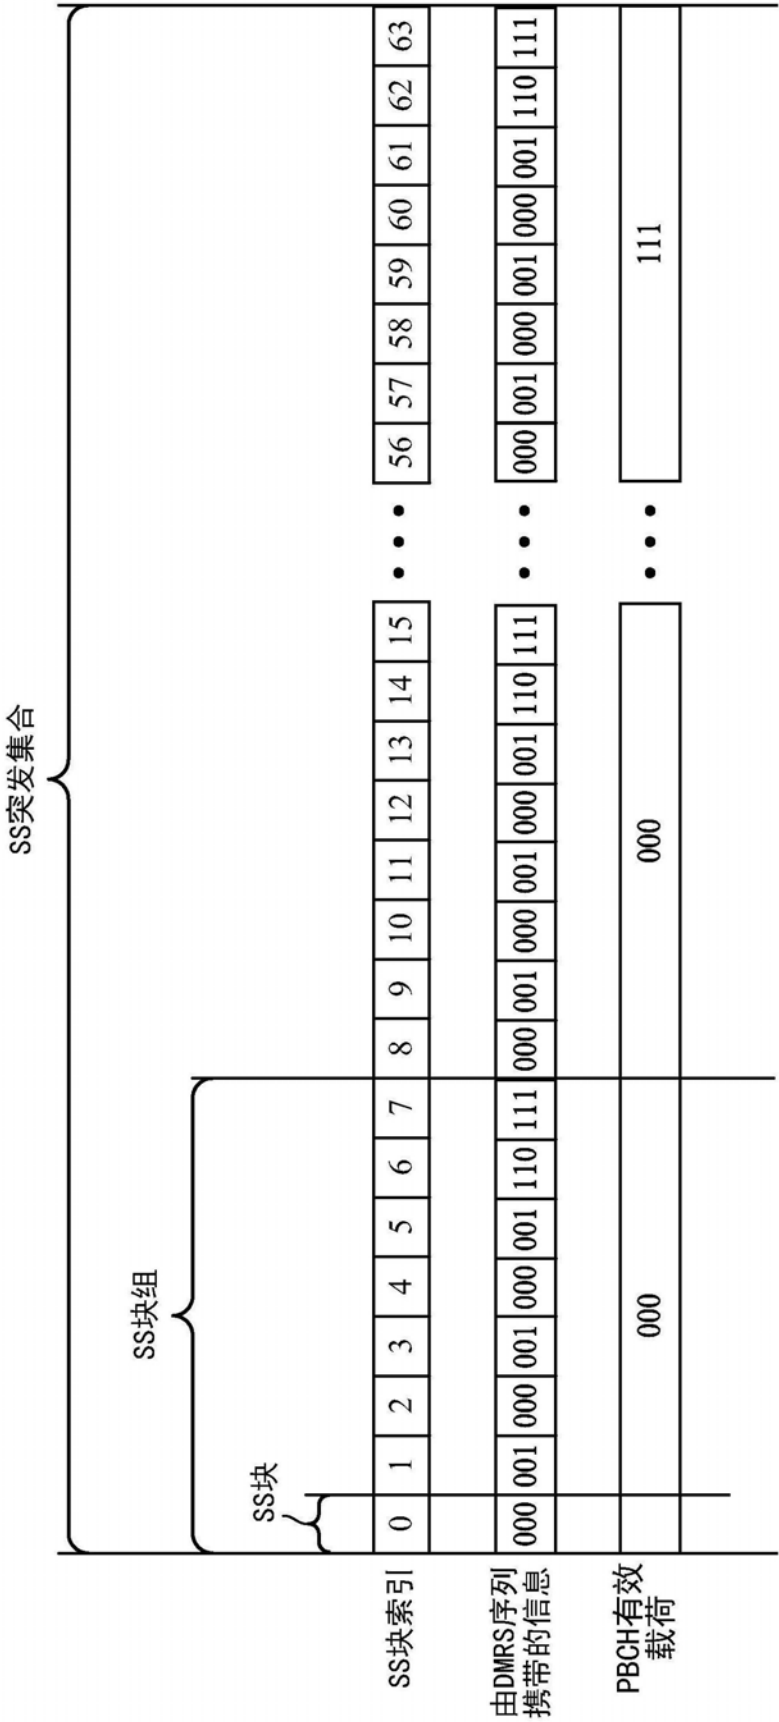 SS突发集合
SS块组
SS块
SS块索引 0 1 2 3 4 5 6 7 8 9 10 11 12 13 14 15 ••• 56 57 58 59 60 61 62 63
由DMRS序列
携带的信息 000 001 000 001 000 001 110 111 000 001 000 001 000 001 110 111 ••• 000 001 000 001 000 001 110 111
PBCH有效
载荷 000 000 ••• 111